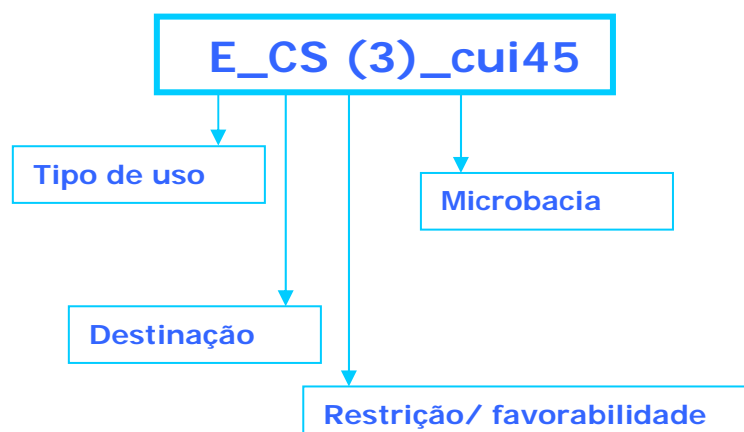 E_CS (3)_cui45
Tipo de uso
Microbacia
Destinação
Restrição/ favorabilidade